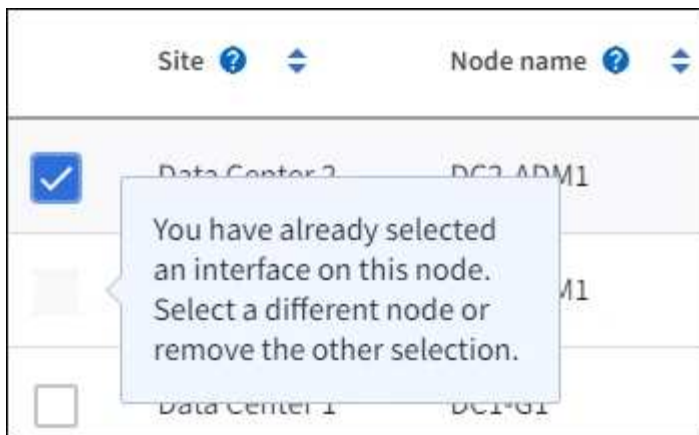 Site ? Node name ?
Data Center 2 DC2-ADM1
You have already selected
an interface on this node.
Select a different node or
remove the other selection.
M1
Data Center 1 DC1-G1